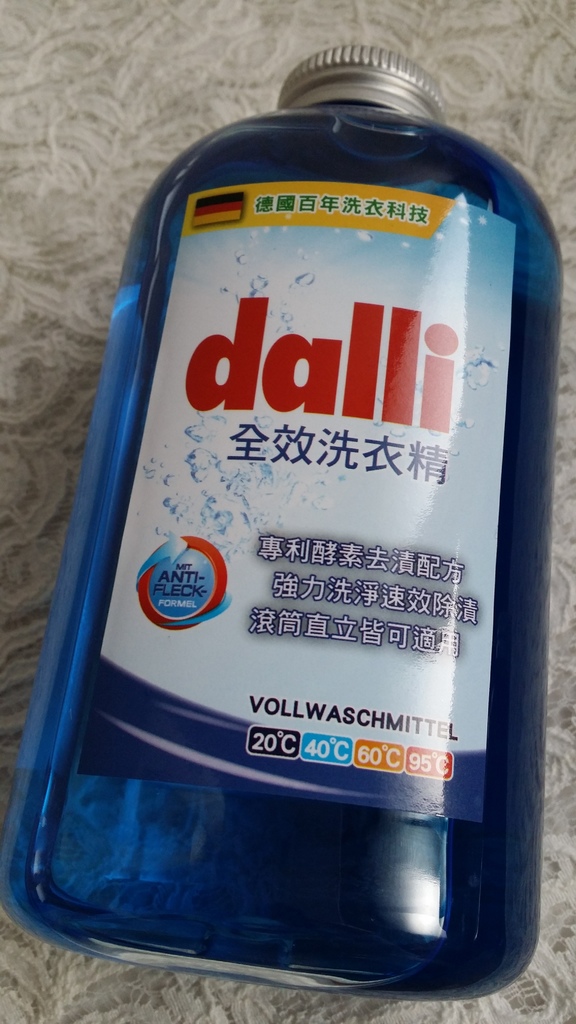 德國百年洗衣科技
dalli
全效洗衣精
MIT
ANTI-
FLECK-
FORMEL
專利酵素去漬配方
強力洗淨速效除漬
滾筒直立皆可適用
VOLLWASCHMITTEL
20°C 40°C 60°C 95°C